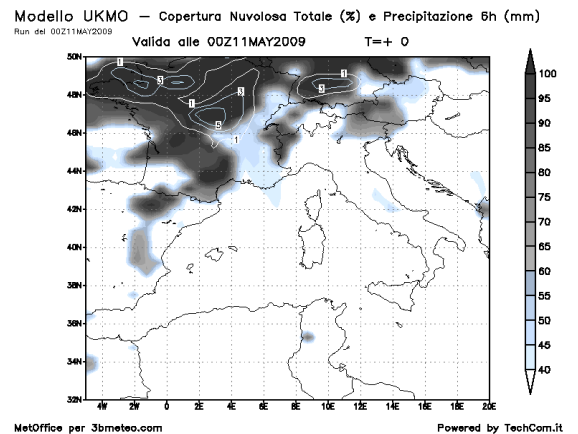 Modello UKMO — Copertura Nuvolosa Totale (%) e Precipitazione 6h (mm)
Run del 00Z11MAY2009
Valida alle 00Z11MAY2009 T=+ 0
50N
48N
46N
44N
42N
40N
38N
36N
34N
32N
4W 2W 0 2E 4E 6E 8E 10E 12E 14E 16E 18E 20E
1
3
3
1
5
1
1
3
100
95
90
85
80
75
70
65
60
55
50
45
40
MetOffice per 3bmeteo.com Powered by TechCom.it